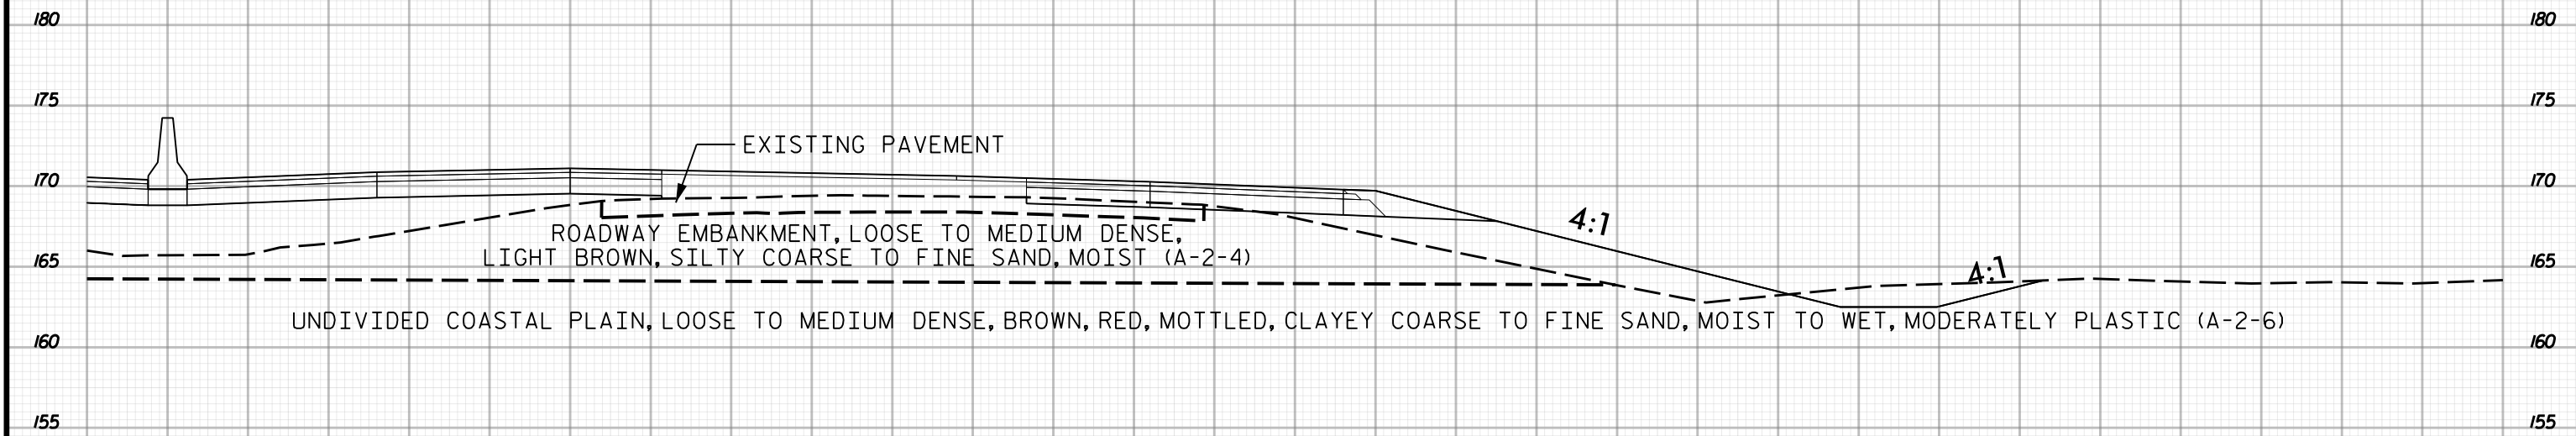 180 180
175 175
EXISTING PAVEMENT
170 170
4:1
ROADWAY EMBANKMENT, LOOSE TO MEDIUM DENSE,
LIGHT BROWN, SILTY COARSE TO FINE SAND, MOIST (A-2-4)
165 165
4:1
UNDIVIDED COASTAL PLAIN, LOOSE TO MEDIUM DENSE, BROWN, RED, MOTTLED, CLAYEY COARSE TO FINE SAND, MOIST TO WET, MODERATELY PLASTIC (A-2-6)
160 160
155 155